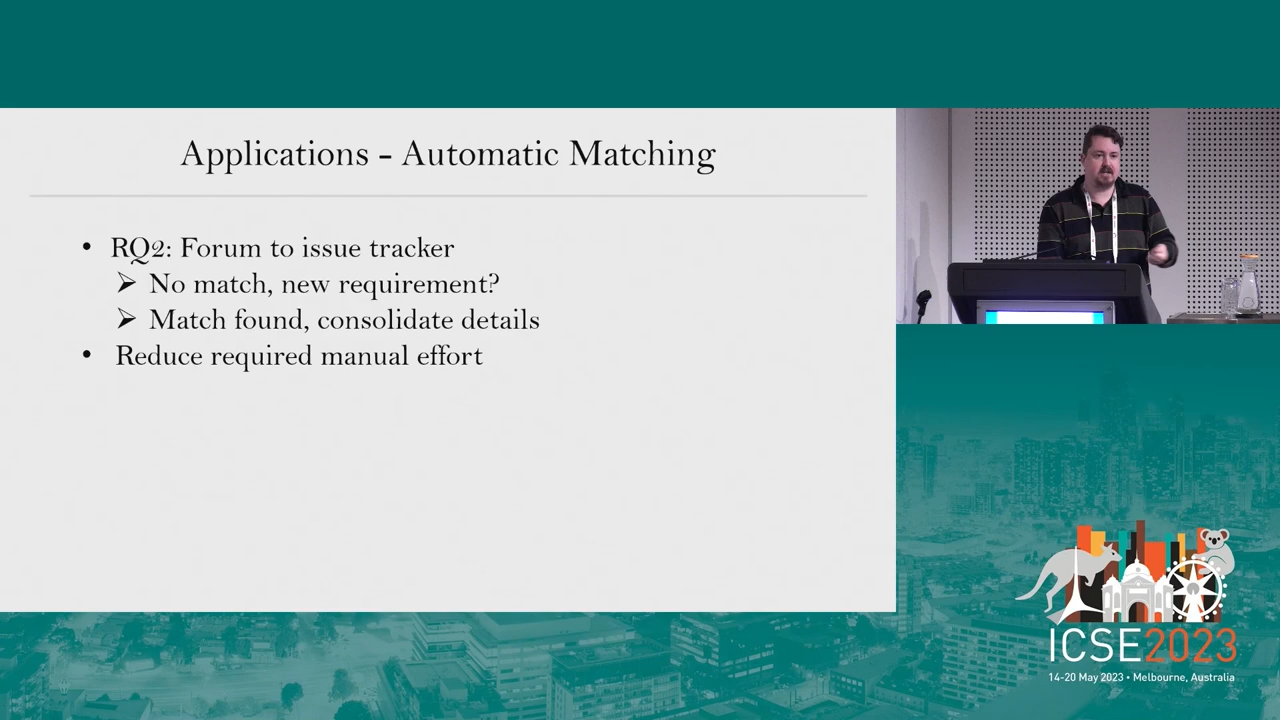 Applications - Automatic Matching
• RQ2: Forum to issue tracker
➢ No match, new requirement?
➢ Match found, consolidate details
• Reduce required manual effort
ICSE2023
14-20 May 2023 • Melbourne, Australia